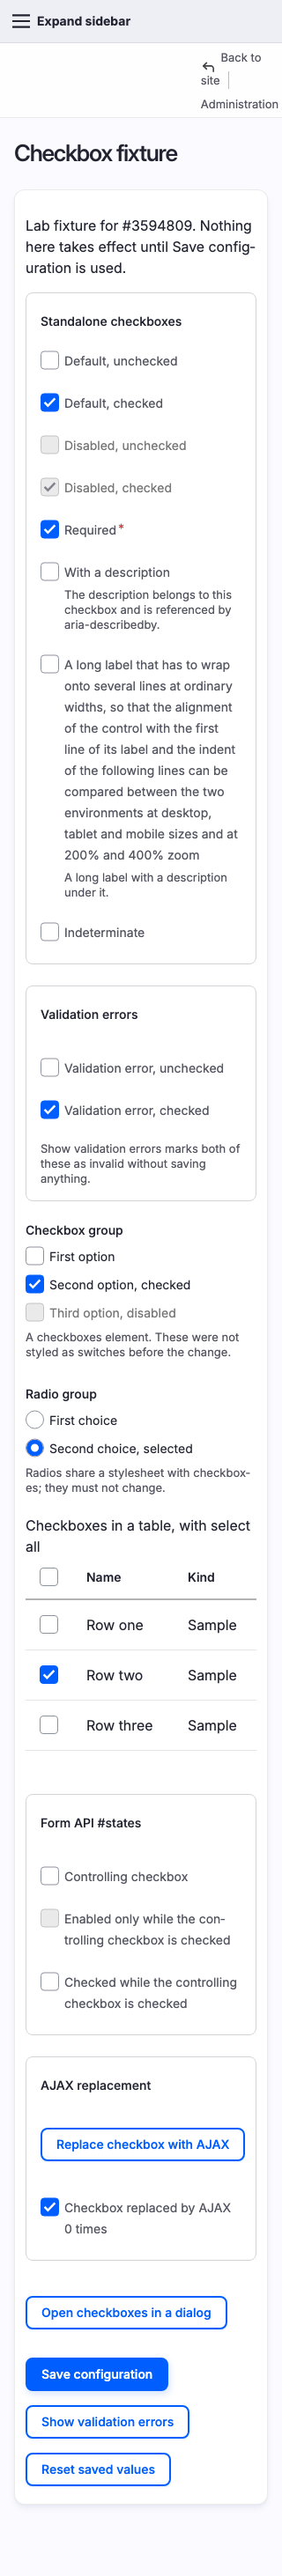 Expand sidebar
Back to
site
Administration
Checkbox fixture
Lab fixture for #3594809. Nothing
here takes effect until Save config-
uration is used.
Standalone checkboxes
Default, unchecked
Default, checked
Disabled, unchecked
Disabled, checked
Required*
With a description
The description belongs to this
checkbox and is referenced by
aria-describedby.
A long label that has to wrap
onto several lines at ordinary
widths, so that the alignment
of the control with the first
line of its label and the indent
of the following lines can be
compared between the two
environments at desktop,
tablet and mobile sizes and at
200% and 400% zoom
A long label with a description
under it.
Indeterminate
Validation errors
Validation error, unchecked
Validation error, checked
Show validation errors marks both of
these as invalid without saving
anything.
Checkbox group
First option
Second option, checked
Third option, disabled
A checkboxes element. These were not
styled as switches before the change.
Radio group
First choice
Second choice, selected
Radios share a stylesheet with checkbox-
es; they must not change.
Checkboxes in a table, with select
all
Name Kind
Row one Sample
Row two Sample
Row three Sample
Form API #states
Controlling checkbox
Enabled only while the con-
trolling checkbox is checked
Checked while the controlling
checkbox is checked
AJAX replacement
Replace checkbox with AJAX
Checkbox replaced by AJAX
0 times
Open checkboxes in a dialog
Save configuration
Show validation errors
Reset saved values